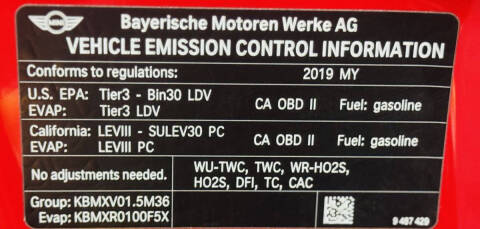 MINI
Bayerische Motoren Werke AG
VEHICLE EMISSION CONTROL INFORMATION
Conforms to regulations: 2019 MY
U.S. EPA: Tier3 - Bin30 LDV CA OBD II Fuel: gasoline
EVAP: Tier3 LDV
California: LEVIII - SULEV30 PC CA OBD II Fuel: gasoline
EVAP: LEVIII PC
No adjustments needed. WU-TWC, TWC, WR-HO2S,
HO2S, DFI, TC, CAC
Group: KBMXV01.5M36
Evap: KBMXR0100F5X
9 487 429